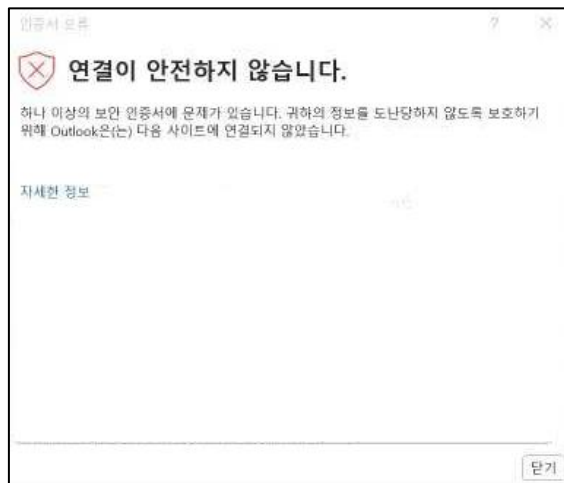 인증서 오류
? ×
연결이 안전하지 않습니다.
하나 이상의 보안 인증서에 문제가 있습니다. 귀하의 정보를 도난당하지 않도록 보호하기
위해 Outlook은(는) 다음 사이트에 연결되지 않았습니다.
자세한 정보
닫기